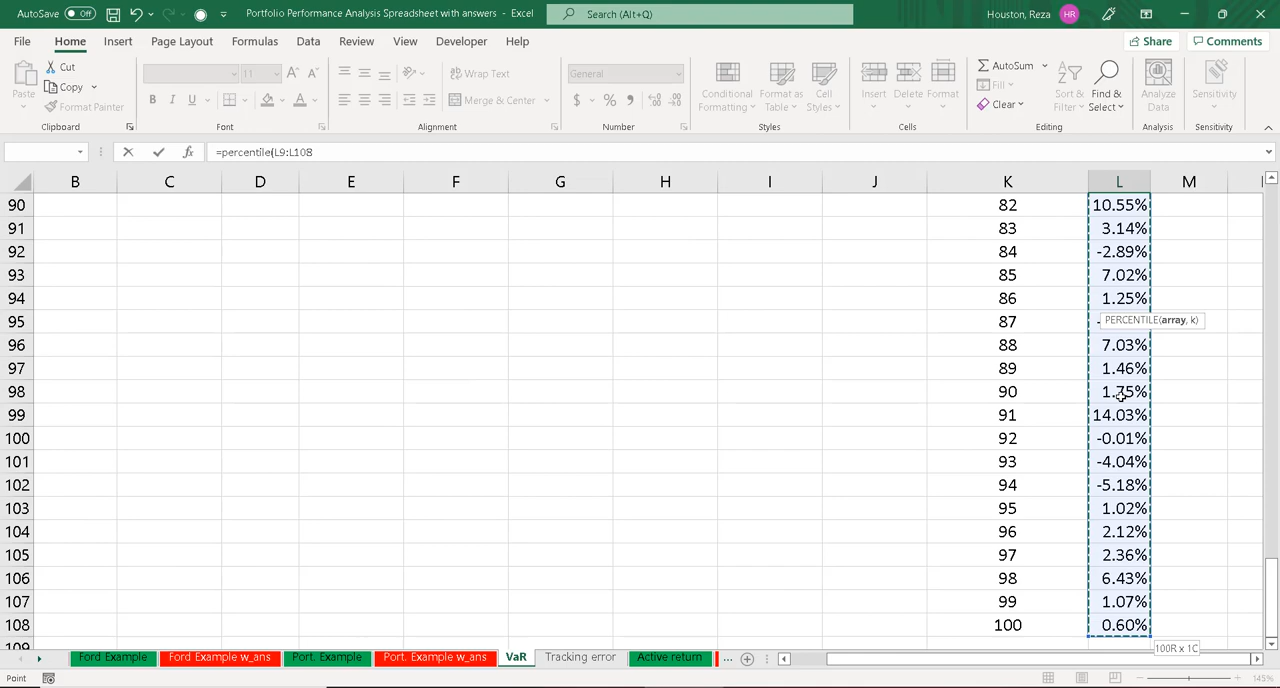 AutoSave Off Portfolio Performance Analysis Spreadsheet with answers - Excel Search (Alt+Q) Houston, Reza HR
File Home Insert Page Layout Formulas Data Review View Developer Help Share Comments
Paste Cut Copy Format Painter
11 Wrap Text Merge & Center General
Conditional Formatting Format as Table Cell Styles Insert Delete Format
AutoSum Fill Clear Sort & Filter Find & Select Analyze Data Sensitivity
Clipboard Font Alignment Number Styles Cells Editing Analysis Sensitivity
fx =percentile(L9:L108
B C D E F G H I J K L M
90 82 10.55%
91 83 3.14%
92 84 -2.89%
93 85 7.02%
94 86 1.25%
95 87 - PERCENTILE(array, k)
96 88 7.03%
97 89 1.46%
98 90 1.75%
99 91 14.03%
100 92 -0.01%
101 93 -4.04%
102 94 -5.18%
103 95 1.02%
104 96 2.12%
105 97 2.36%
106 98 6.43%
107 99 1.07%
108 100 0.60%
109
100R x 1C
Ford Example Ford Example w_ans Port. Example Port. Example w_ans VaR Tracking error Active return ...
Point 145%